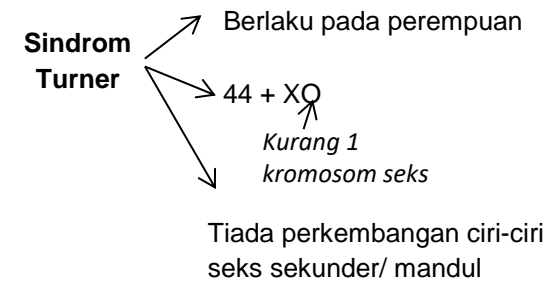 Sindrom
Turner
Berlaku pada perempuan
44 + XO
Kurang 1
kromosom seks
Tiada perkembangan ciri-ciri
seks sekunder/ mandul